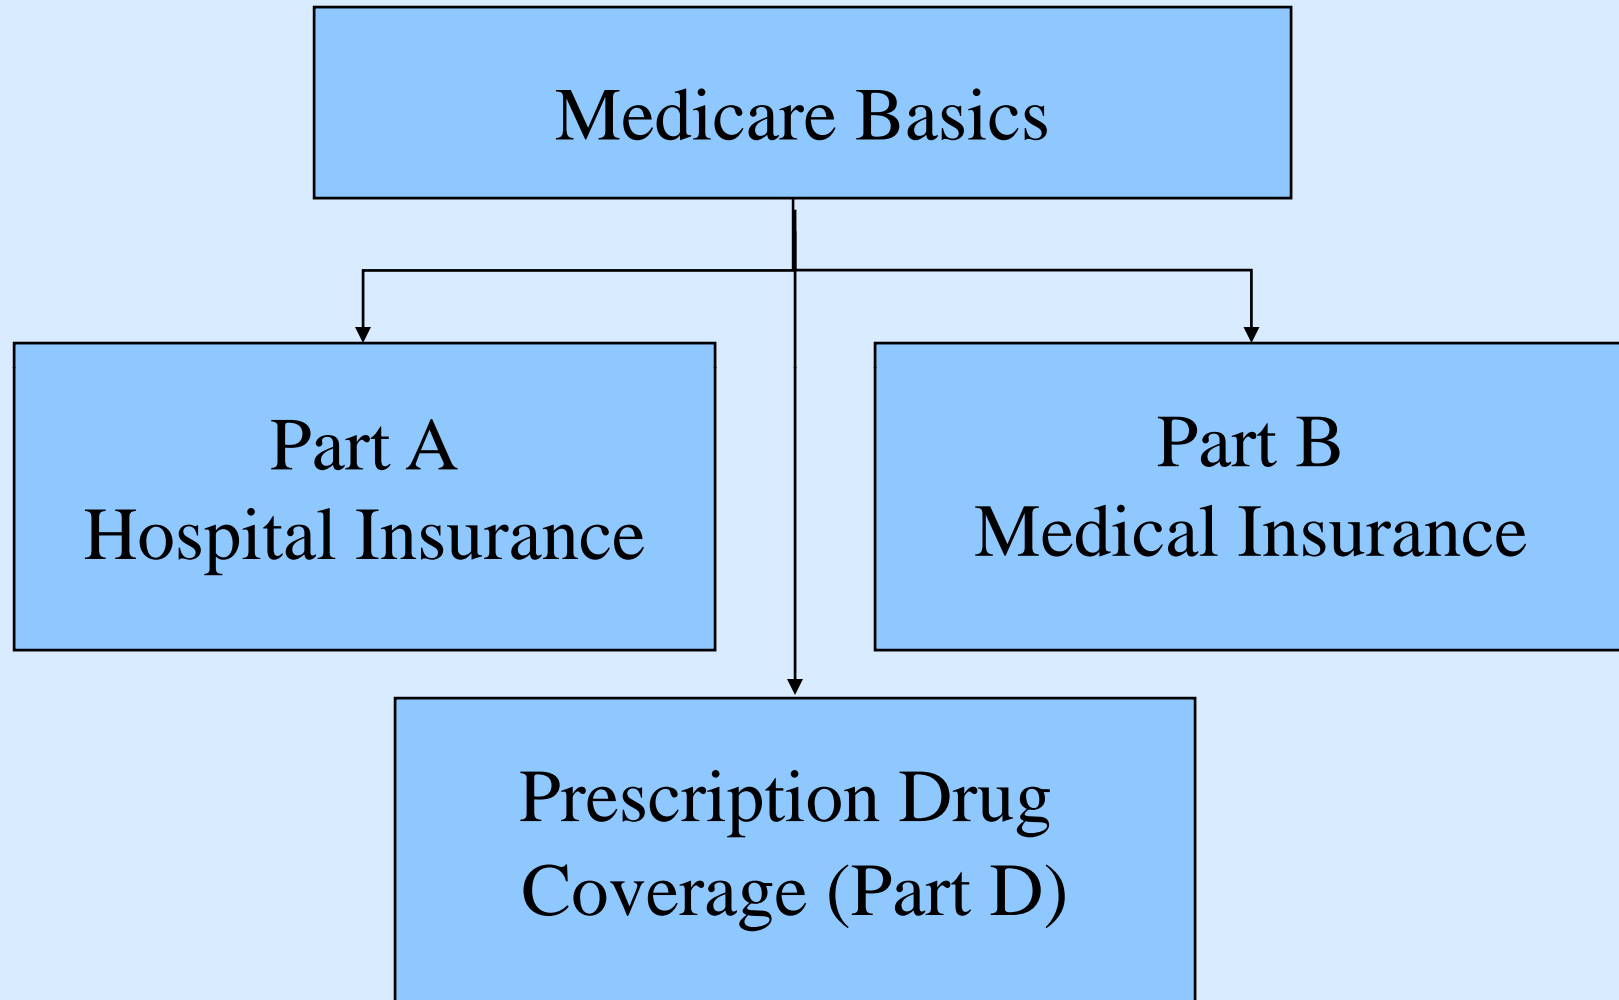 Medicare Basics
Part A
Hospital Insurance
Part B
Medical Insurance
Prescription Drug
Coverage (Part D)